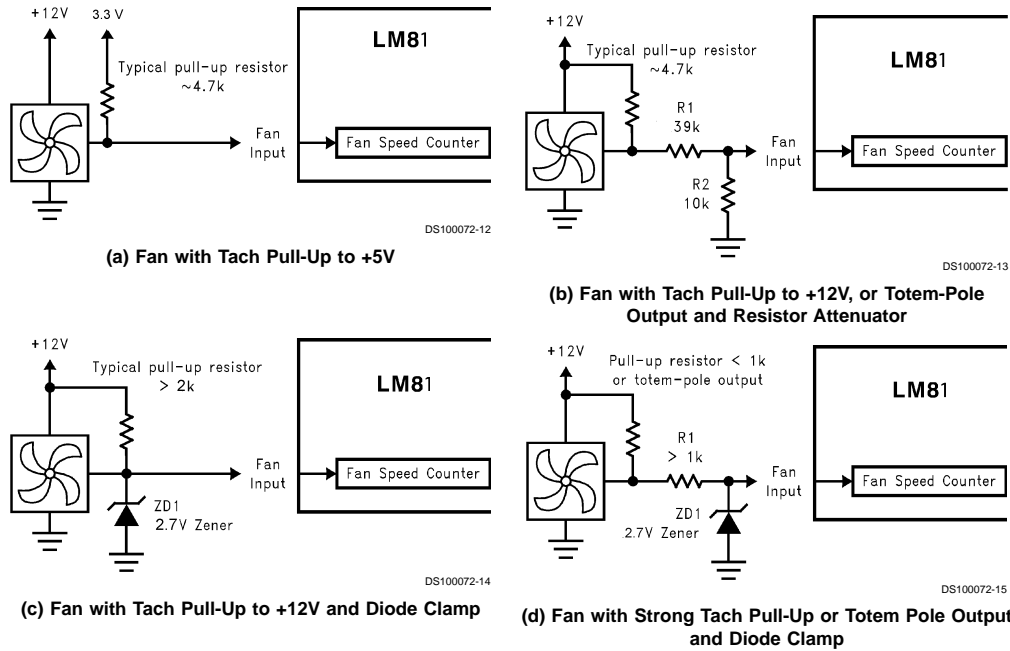 +12V
3.3 V
LM81
Typical pull-up resistor
~4.7k
Fan
Input
Fan Speed Counter
DS100072-12
(a) Fan with Tach Pull-Up to +5V
+12V
Typical pull-up resistor
~4.7k
R1
39k
R2
10k
LM81
Fan
Input
Fan Speed Counter
DS100072-13
(b) Fan with Tach Pull-Up to +12V, or Totem-Pole
Output and Resistor Attenuator
+12V
Typical pull-up resistor
> 2k
LM81
Fan
Input
Fan Speed Counter
ZD1
2.7V Zener
DS100072-14
(c) Fan with Tach Pull-Up to +12V and Diode Clamp
+12V
Pull-up resistor < 1k
or totem-pole output
R1
> 1k
LM81
Fan
Input
Fan Speed Counter
ZD1
2.7V Zener
DS100072-15
(d) Fan with Strong Tach Pull-Up or Totem Pole Output
and Diode Clamp